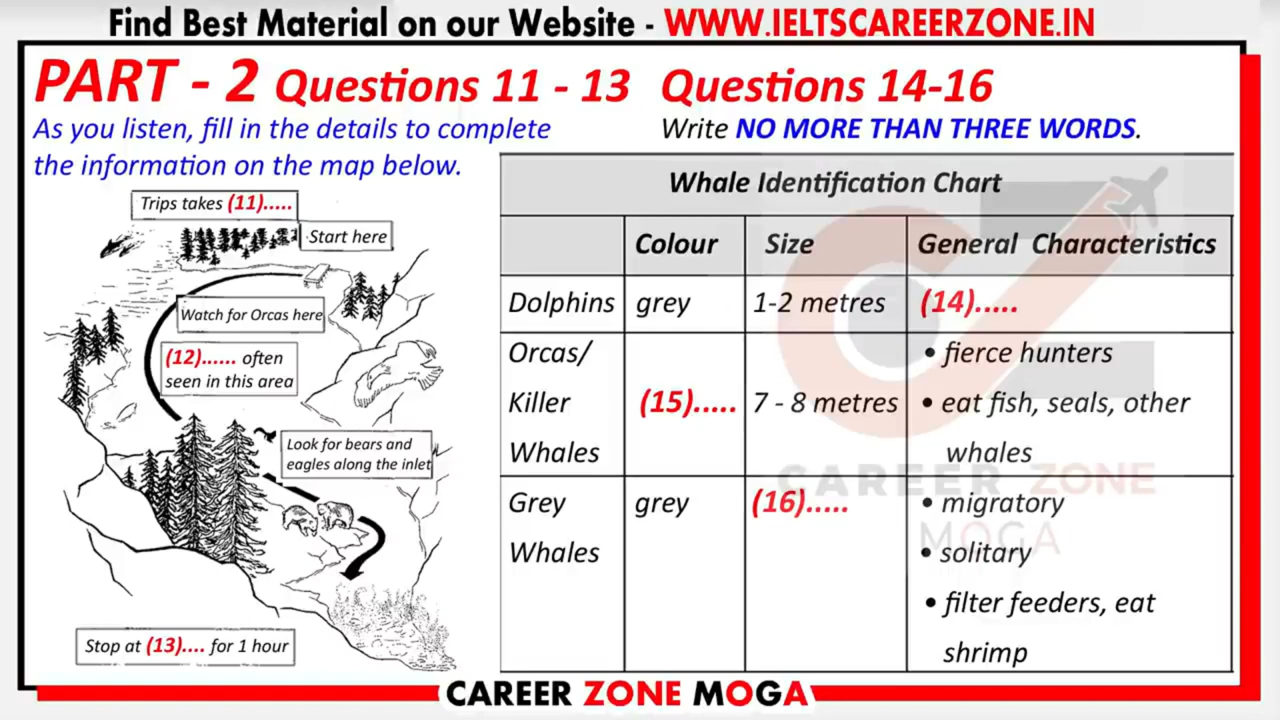 Find Best Material on our Website - WWW.IELTSCAREERZONE.IN
PART - 2 Questions 11 - 13 Questions 14-16
As you listen, fill in the details to complete
the information on the map below.
Write NO MORE THAN THREE WORDS.
Trips takes (11).....
Start here
Watch for Orcas here
(12)...... often
seen in this area
Look for bears and
eagles along the inlet
Stop at (13).... for 1 hour
Whale Identification Chart
Colour Size General Characteristics
Dolphins grey 1-2 metres (14).....
Orcas/
Killer
Whales
(15).....
7 - 8 metres
• fierce hunters
• eat fish, seals, other
whales
Grey
Whales
grey
(16).....
• migratory
• solitary
• filter feeders, eat
shrimp
CAREER ZONE
MOGA
CAREER ZONE MOGA